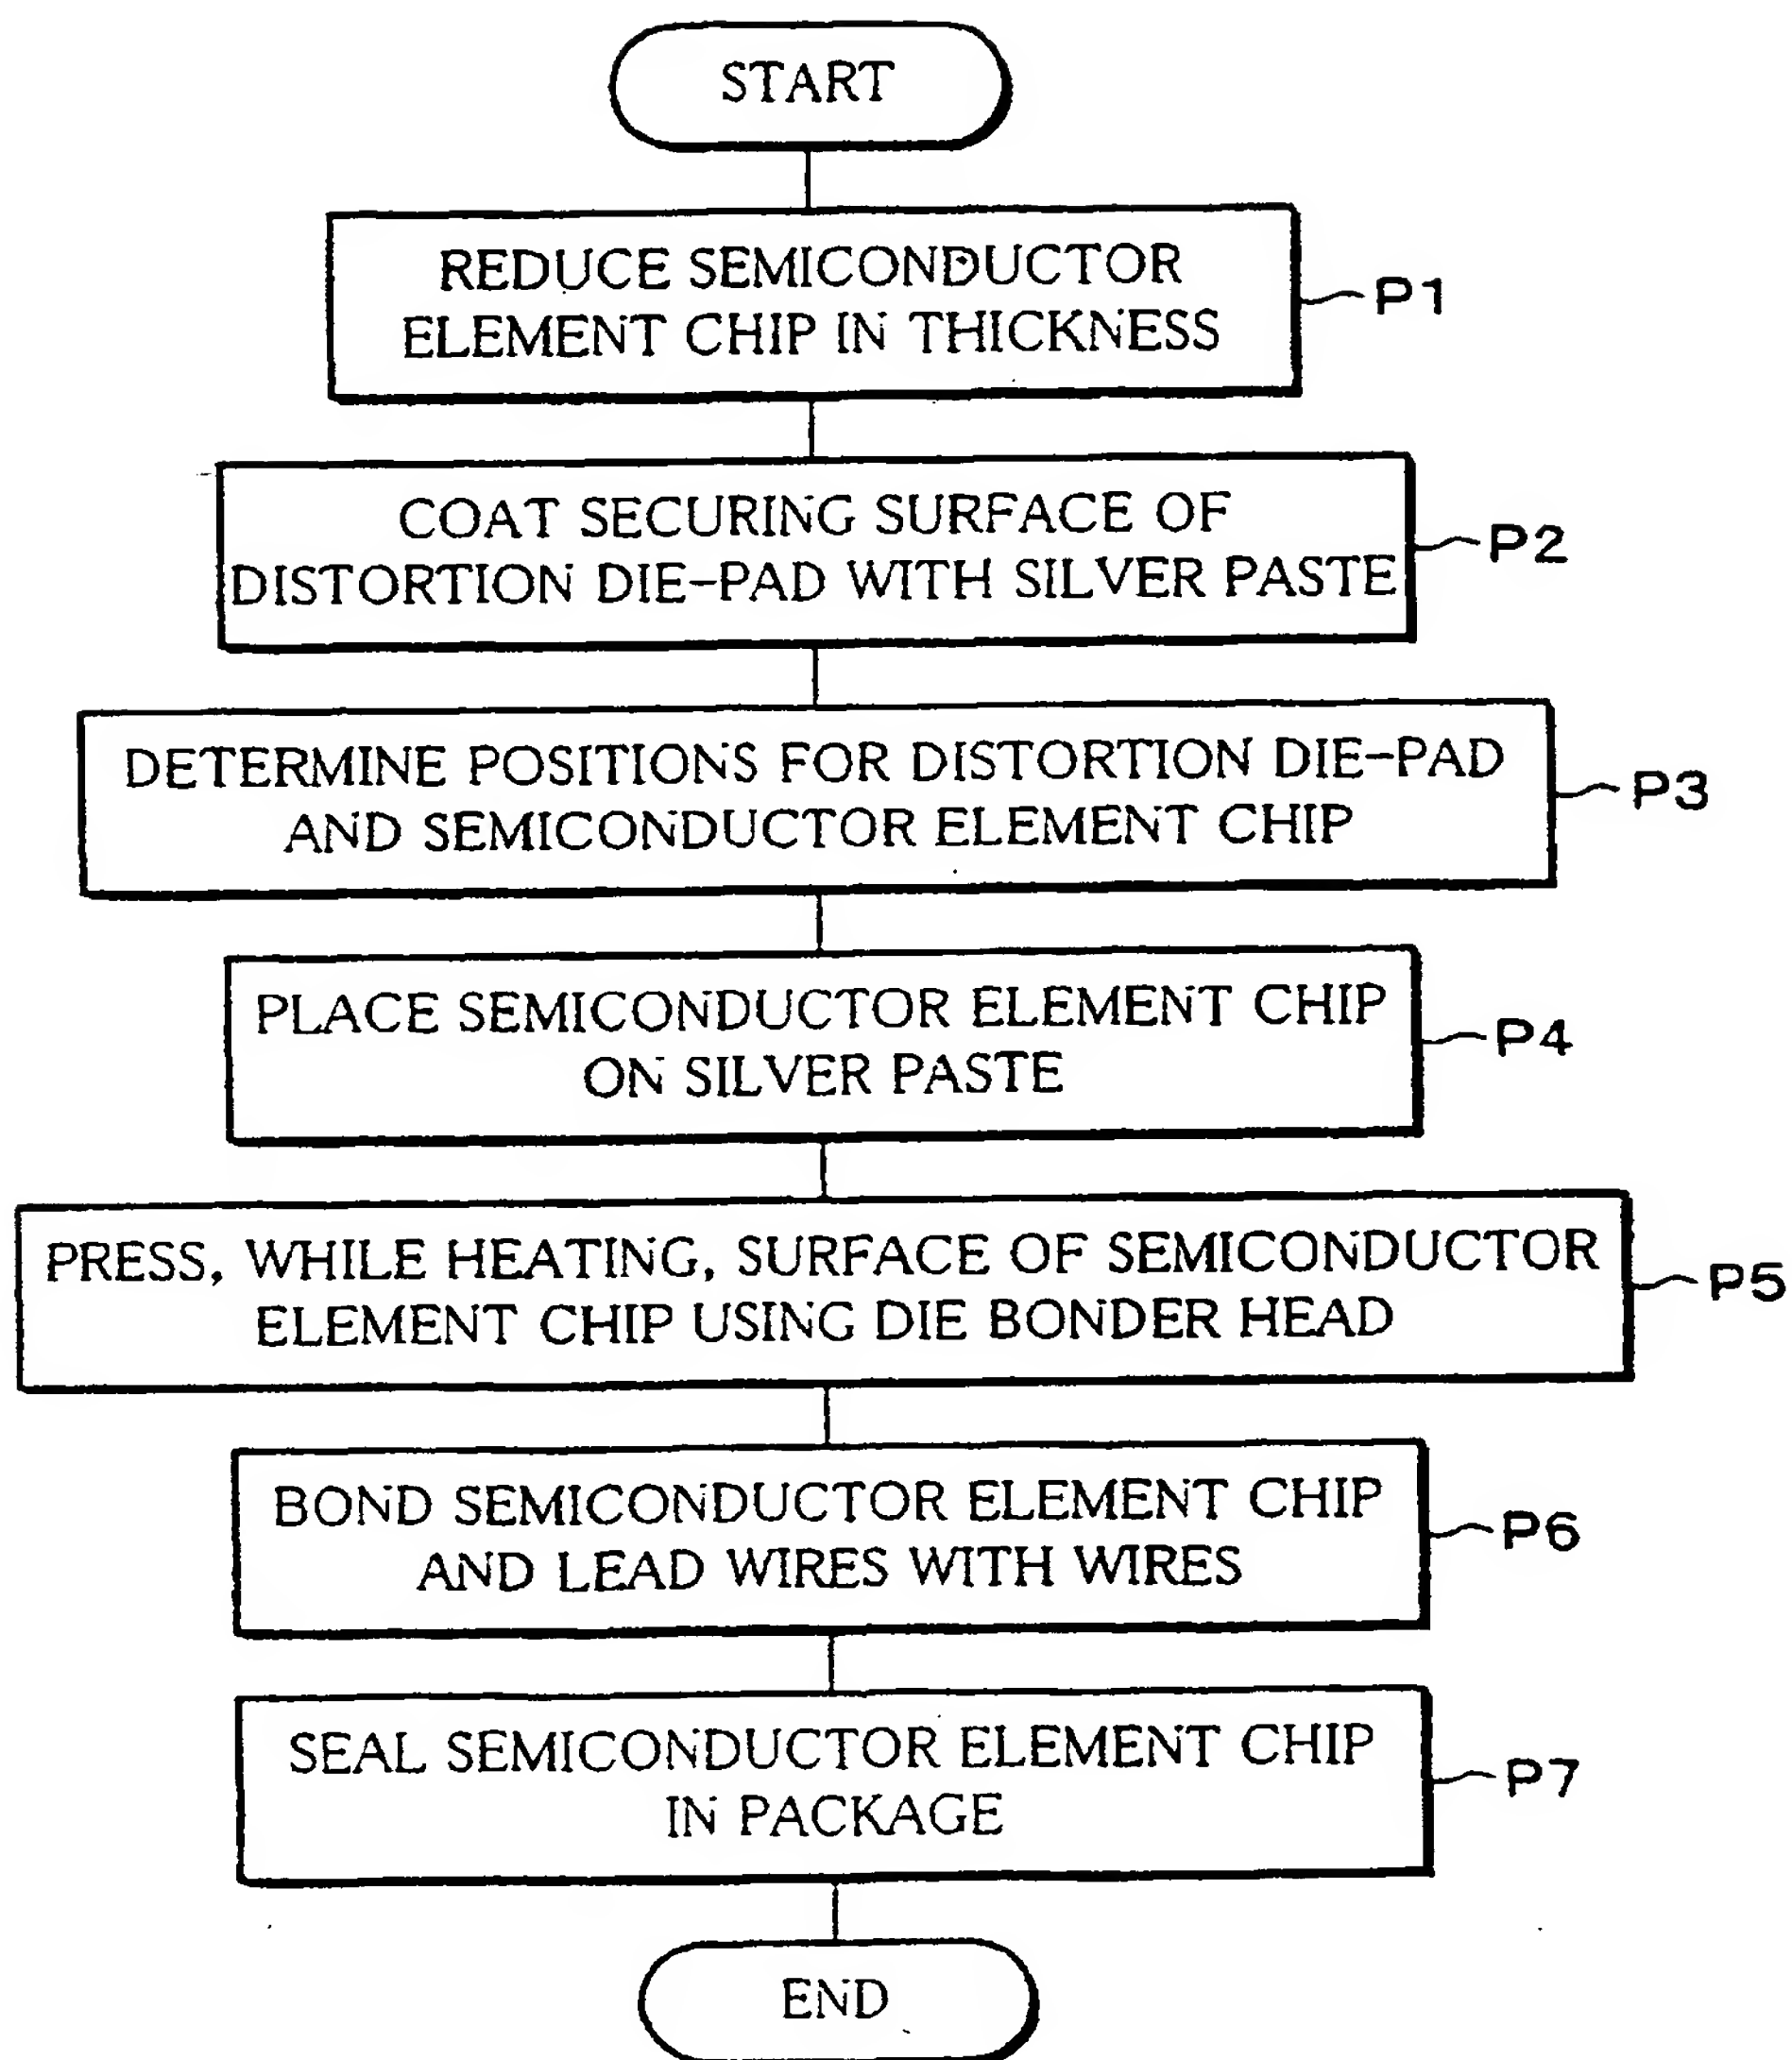 START
REDUCE SEMICONDUCTOR
ELEMENT CHIP IN THICKNESS
P1
COAT SECURING SURFACE OF
DISTORTION DIE-PAD WITH SILVER PASTE
P2
DETERMINE POSITIONS FOR DISTORTION DIE-PAD
AND SEMICONDUCTOR ELEMENT CHIP
P3
PLACE SEMICONDUCTOR ELEMENT CHIP
ON SILVER PASTE
P4
PRESS, WHILE HEATING, SURFACE OF SEMICONDUCTOR
ELEMENT CHIP USING DIE BONDER HEAD
P5
BOND SEMICONDUCTOR ELEMENT CHIP
AND LEAD WIRES WITH WIRES
P6
SEAL SEMICONDUCTOR ELEMENT CHIP
IN PACKAGE
P7
END